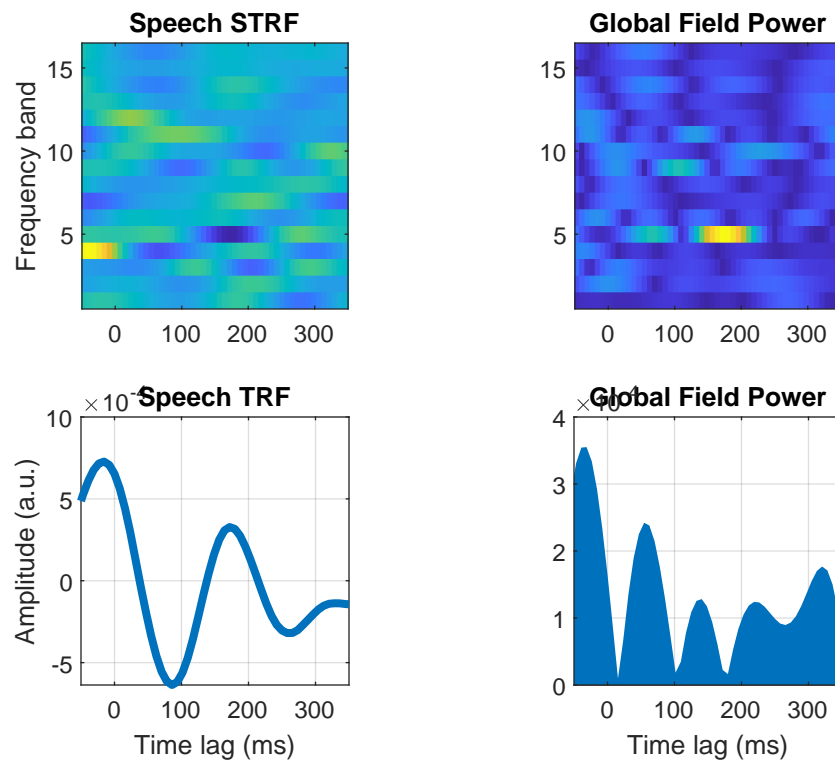 Speech STRF
15
10
5
Frequency band
0 100 200 300
Global Field Power
15
10
5
0 100 200 300
Speech TRF
10
5
0
-5
Amplitude (a.u.)
0 100 200 300
Time lag (ms)
Global Field Power
4
3
2
1
0
0 100 200 300
Time lag (ms)